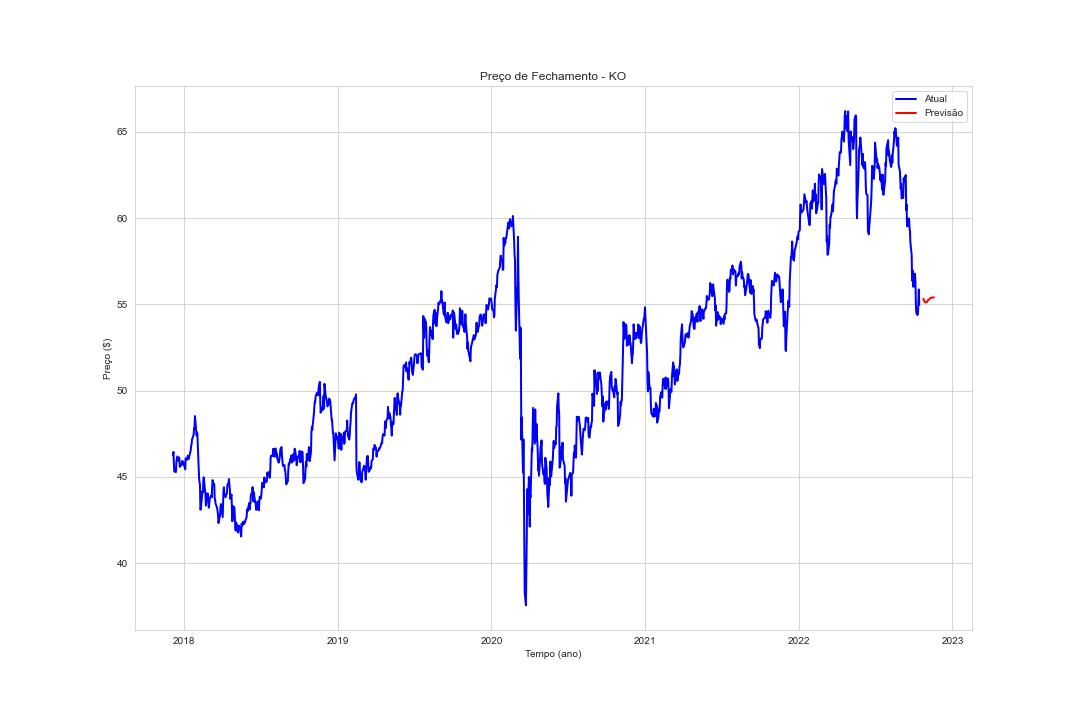 Preço de Fechamento - KO
Atual
Previsão
Preço ($)
65
60
55
50
45
40
2018
2019
2020
2021
2022
2023
Tempo (ano)